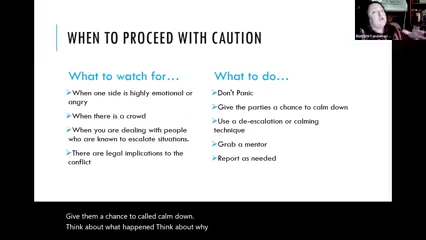 WHEN TO PROCEED WITH CAUTION
What to watch for...
When one side is highly emotional or
angry
When there is a crowd
When you are dealing with people
who are known to escalate situations.
There are legal implications to the
conflict
What to do...
Don't Panic
Give the parties a chance to calm down
Use a de-escalation or calming
technique
Grab a mentor
Report as needed
Give them a chance to called calm down.
Think about what happened Think about why